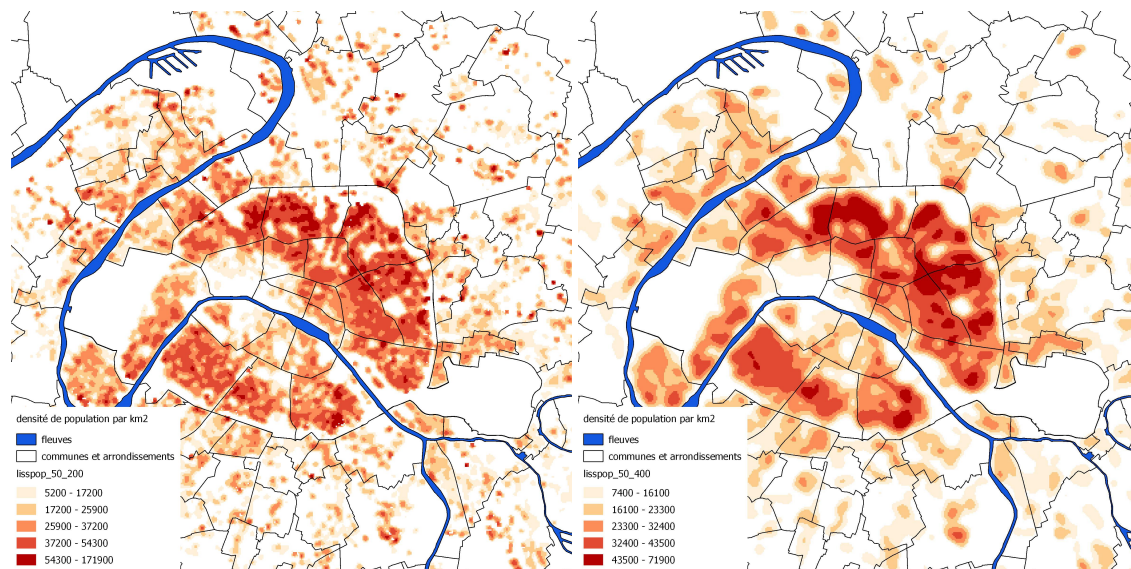 densité de population par km2
fleuves
communes et arrondissements
lisspop_50_200
5200 - 17200
17200 - 25900
25900 - 37200
37200 - 54300
54300 - 171900
densité de population par km2
fleuves
communes et arrondissements
lisspop_50_400
7400 - 16100
16100 - 23300
23300 - 32400
32400 - 43500
43500 - 71900